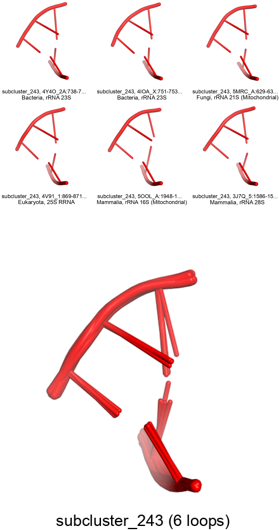 subcluster_243, 4Y4O_2A:738-7...
Bacteria, rRNA 23S
subcluster_243, 4IOA_X:751-753...
Bacteria, rRNA 23S
subcluster_243, 5MRC_A:629-63...
Fungi, rRNA 21S (Mitochondrial)
subcluster_243, 4V91_1:869-871...
Eukaryota, 25S RRNA
subcluster_243, 5OOL_A:1948-1...
Mammalia, rRNA 16S (Mitochondrial)
subcluster_243, 3J7Q_5:1586-15...
Mammalia, rRNA 28S
subcluster_243 (6 loops)